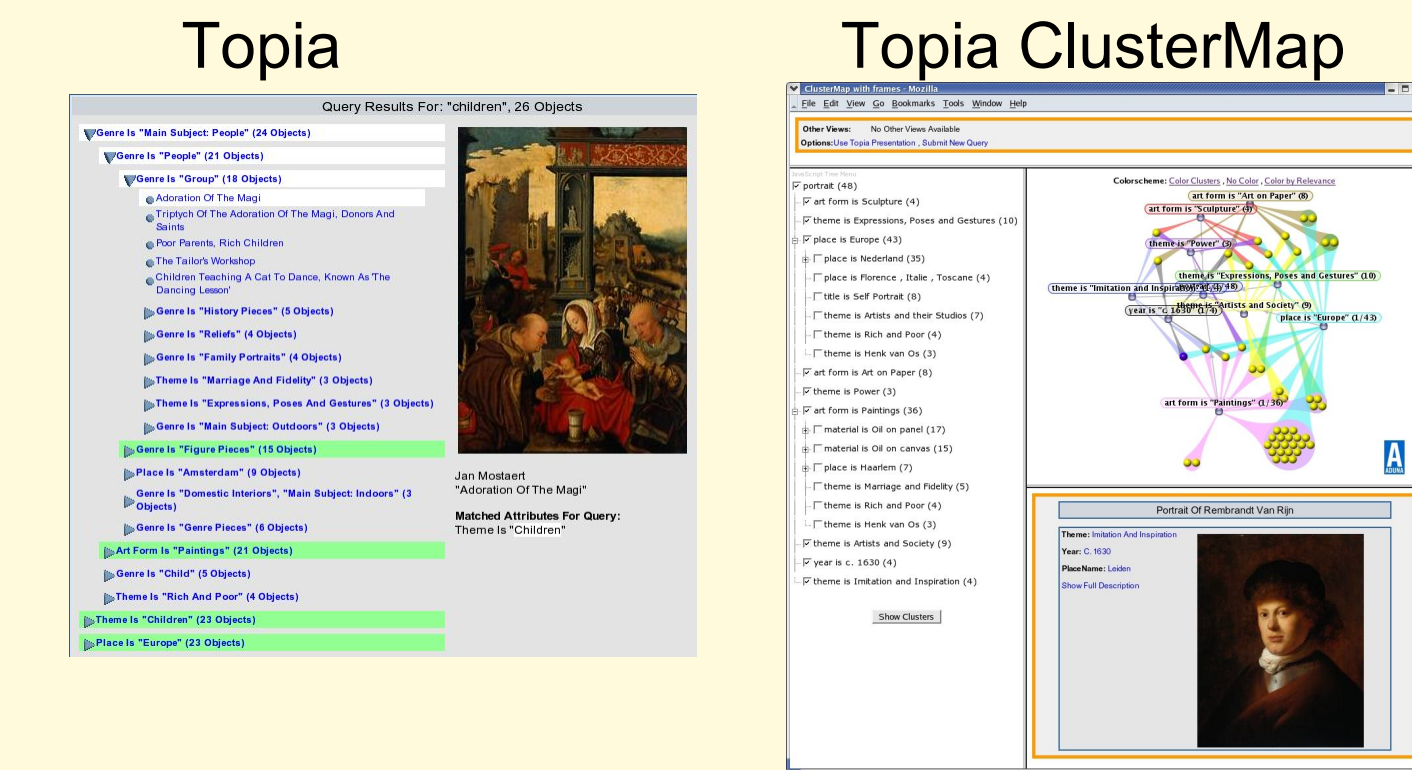 Topia
Query Results For: "children", 26 Objects
Genre Is "Main Subject: People" (24 Objects)
Genre Is "People" (21 Objects)
Genre Is "Group" (18 Objects)
Adoration Of The Magi
Triptych Of The Adoration Of The Magi, Donors And
Saints
Poor Parents, Rich Children
The Tailor's Workshop
Children Teaching A Cat To Dance, Known As 'The
Dancing Lesson'
Genre Is "History Pieces" (5 Objects)
Genre Is "Reliefs" (4 Objects)
Genre Is "Family Portraits" (4 Objects)
Theme Is "Marriage And Fidelity" (3 Objects)
Theme Is "Expressions, Poses And Gestures" (3 Objects)
Genre Is "Main Subject: Outdoors" (3 Objects)
Genre Is "Figure Pieces" (15 Objects)
Place Is "Amsterdam" (9 Objects)
Genre Is "Domestic Interiors", "Main Subject: Indoors" (3
Objects)
Genre Is "Genre Pieces" (6 Objects)
Art Form Is "Paintings" (21 Objects)
Genre Is "Child" (5 Objects)
Theme Is "Rich And Poor" (4 Objects)
Theme Is "Children" (23 Objects)
Place Is "Europe" (23 Objects)
Jan Mostaert
"Adoration Of The Magi"
Matched Attributes For Query:
Theme Is "Children"
Topia ClusterMap
ClusterMap with frames - Mozilla
File Edit View Go Bookmarks Tools Window Help
Other Views: No Other Views Available
Options:Use Topia Presentation , Submit New Query
JavaScript Tree Menu
portrait (48)
art form is Sculpture (4)
theme is Expressions, Poses and Gestures (10)
place is Europe (43)
place is Nederland (35)
place is Florence , Italie , Toscane (4)
title is Self Portrait (8)
theme is Artists and their Studios (7)
theme is Rich and Poor (4)
theme is Henk van Os (3)
art form is Art on Paper (8)
theme is Power (3)
art form is Paintings (36)
material is Oil on panel (17)
material is Oil on canvas (15)
place is Haarlem (7)
theme is Marriage and Fidelity (5)
theme is Rich and Poor (4)
theme is Henk van Os (3)
theme is Artists and Society (9)
year is c. 1630 (4)
theme is Imitation and Inspiration (4)
Show Clusters
Colorscheme: Color Clusters , No Color , Color by Relevance
art form is "Art on Paper" (8)
art form is "Sculpture" (4)
theme is "Power" (3)
theme is "Expressions, Poses and Gestures" (10)
theme is "Imitation and Inspiration"
theme is "Artists and Society" (9)
year is "c. 1630" (1/4)
place is "Europe" (1/43)
art form is "Paintings" (1/36)
A
ADUNA
Portrait Of Rembrandt Van Rijn
Theme: Imitation And Inspiration
Year: C. 1630
PlaceName: Leiden
Show Full Description